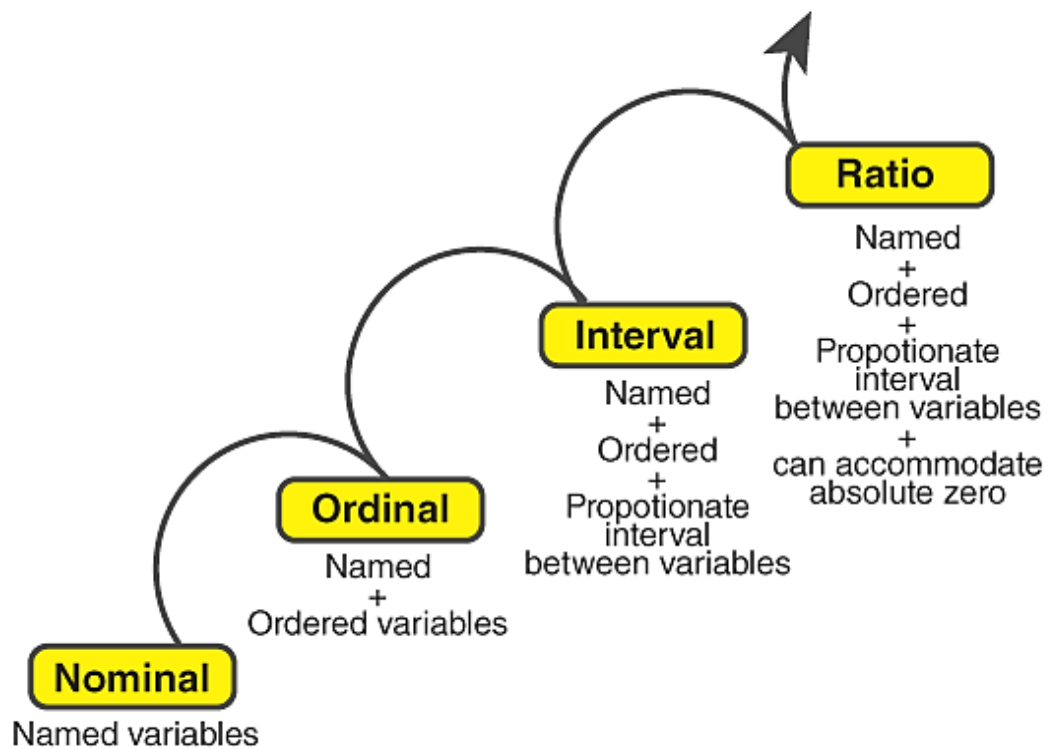 Nominal
Named variables
Ordinal
Named
+
Ordered variables
Interval
Named
+
Ordered
+
Propotionate
interval
between variables
Ratio
Named
+
Ordered
+
Propotionate
interval
between variables
+
can accommodate
absolute zero